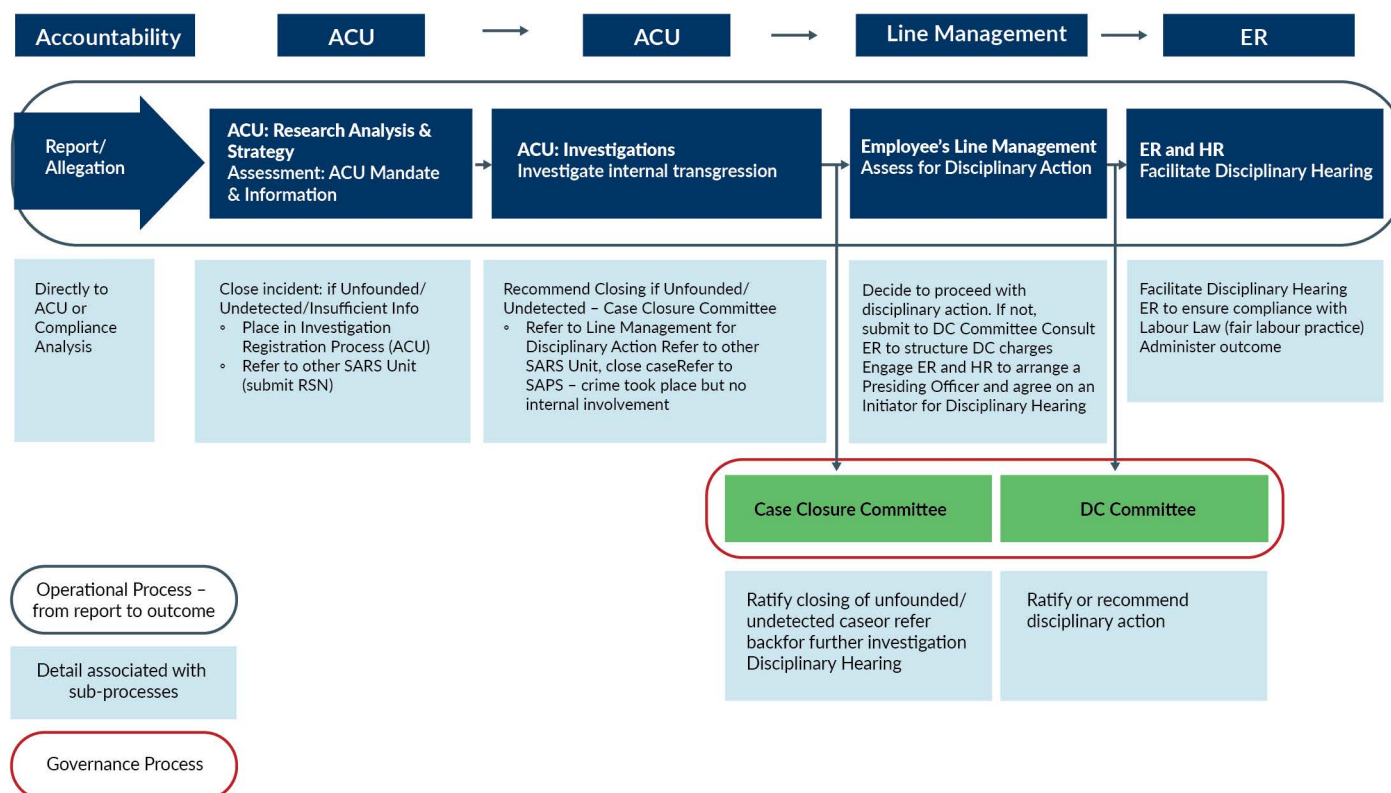 Accountability
ACU
ACU
Line Management
ER
Report/
Allegation
ACU: Research Analysis &
Strategy
Assessment: ACU Mandate
& Information
ACU: Investigations
Investigate internal transgression
Employee's Line Management
Assess for Disciplinary Action
ER and HR
Facilitate Disciplinary Hearing
Directly to
ACU or
Compliance
Analysis
Close incident: if Unfounded/
Undetected/Insufficient Info
◦ Place in Investigation
Registration Process (ACU)
◦ Refer to other SARS Unit
(submit RSN)
Recommend Closing if Unfounded/
Undetected – Case Closure Committee
◦ Refer to Line Management for
Disciplinary Action Refer to other
SARS Unit, close caseRefer to
SAPS – crime took place but no
internal involvement
Decide to proceed with
disciplinary action. If not,
submit to DC Committee Consult
ER to structure DC charges
Engage ER and HR to arrange a
Presiding Officer and agree on an
Initiator for Disciplinary Hearing
Facilitate Disciplinary Hearing
ER to ensure compliance with
Labour Law (fair labour practice)
Administer outcome
Case Closure Committee
DC Committee
Ratify closing of unfounded/
undetected caseor refer
backfor further investigation
Disciplinary Hearing
Ratify or recommend
disciplinary action
Operational Process –
from report to outcome
Detail associated with
sub-processes
Governance Process